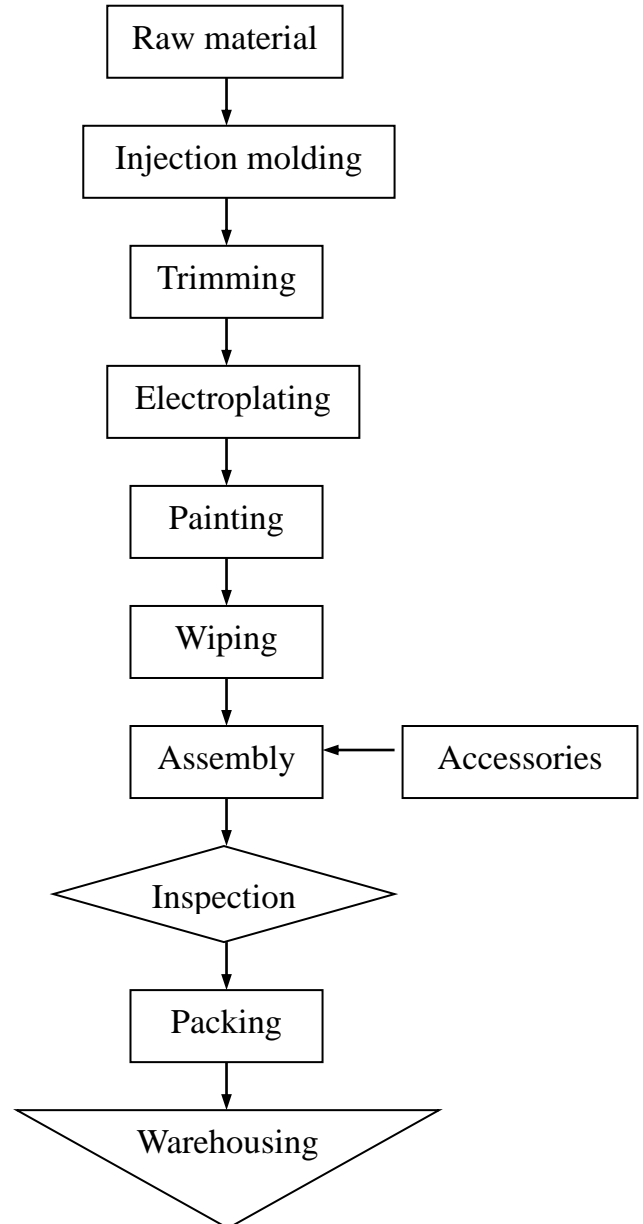 Raw material
Injection molding
Trimming
Electroplating
Painting
Wiping
Assembly
Accessories
Inspection
Packing
Warehousing